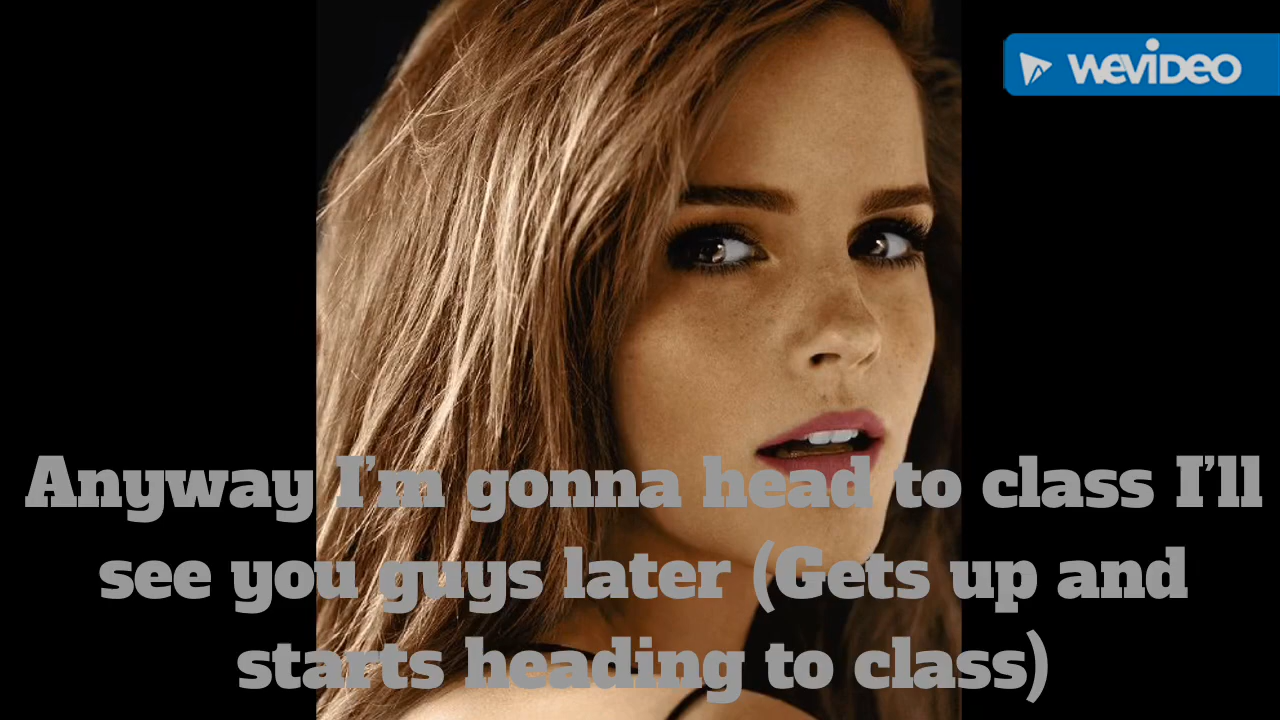 WEVIDEO
Anyway I'm gonna head to class I'll
see you guys later (Gets up and
starts heading to class)